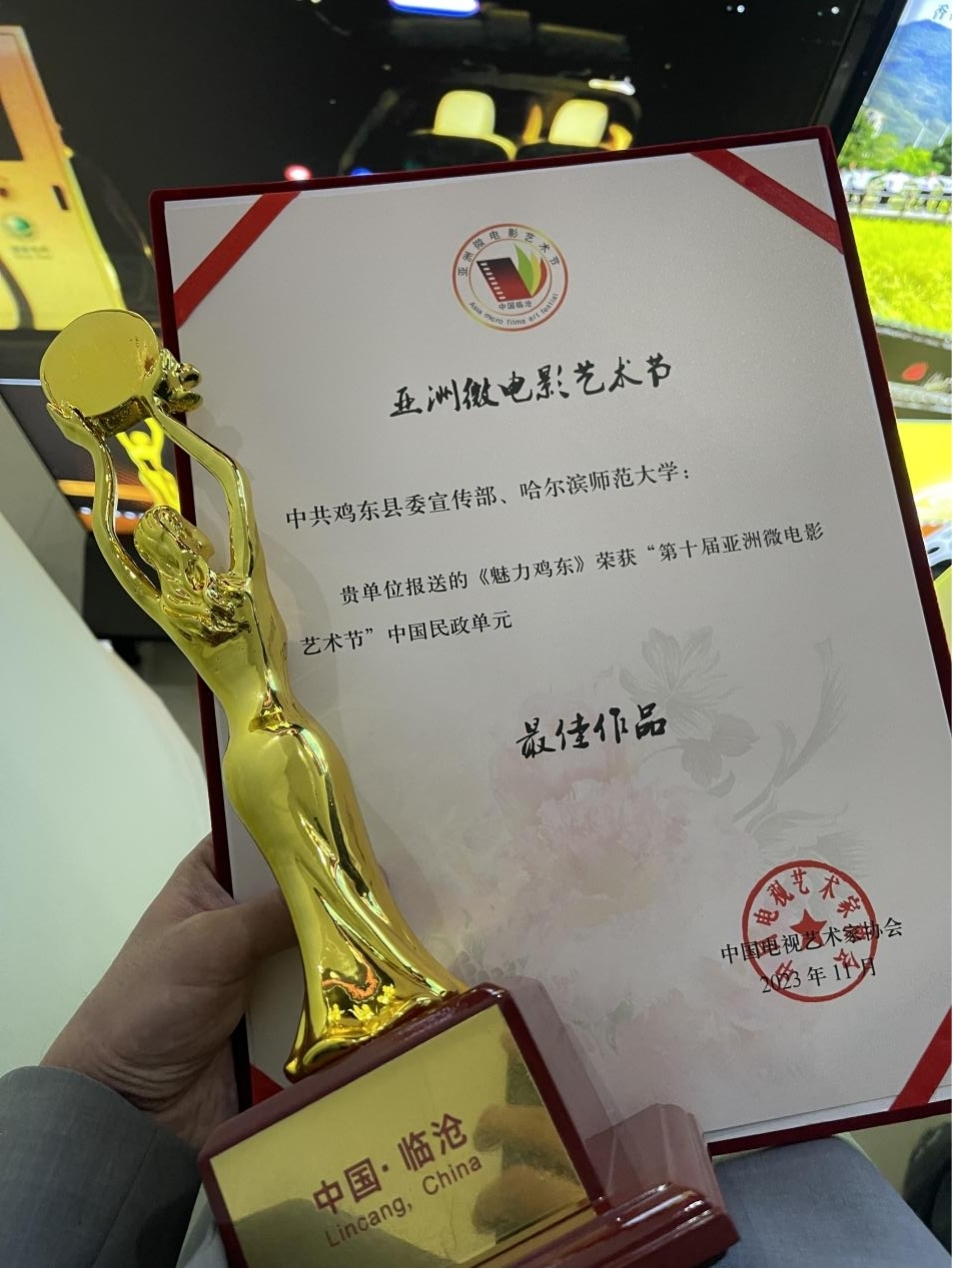 亚洲微电影艺术节
中国临沧
Asia micro films art festival
亚洲微电影艺术节
中共鸡东县委宣传部、哈尔滨师范大学：
贵单位报送的《魅力鸡东》荣获“第十届亚洲微电影
艺术节”中国民政单元
最佳作品
中国电视艺术家协会
2023年11月
中国·临沧
Lincang, China